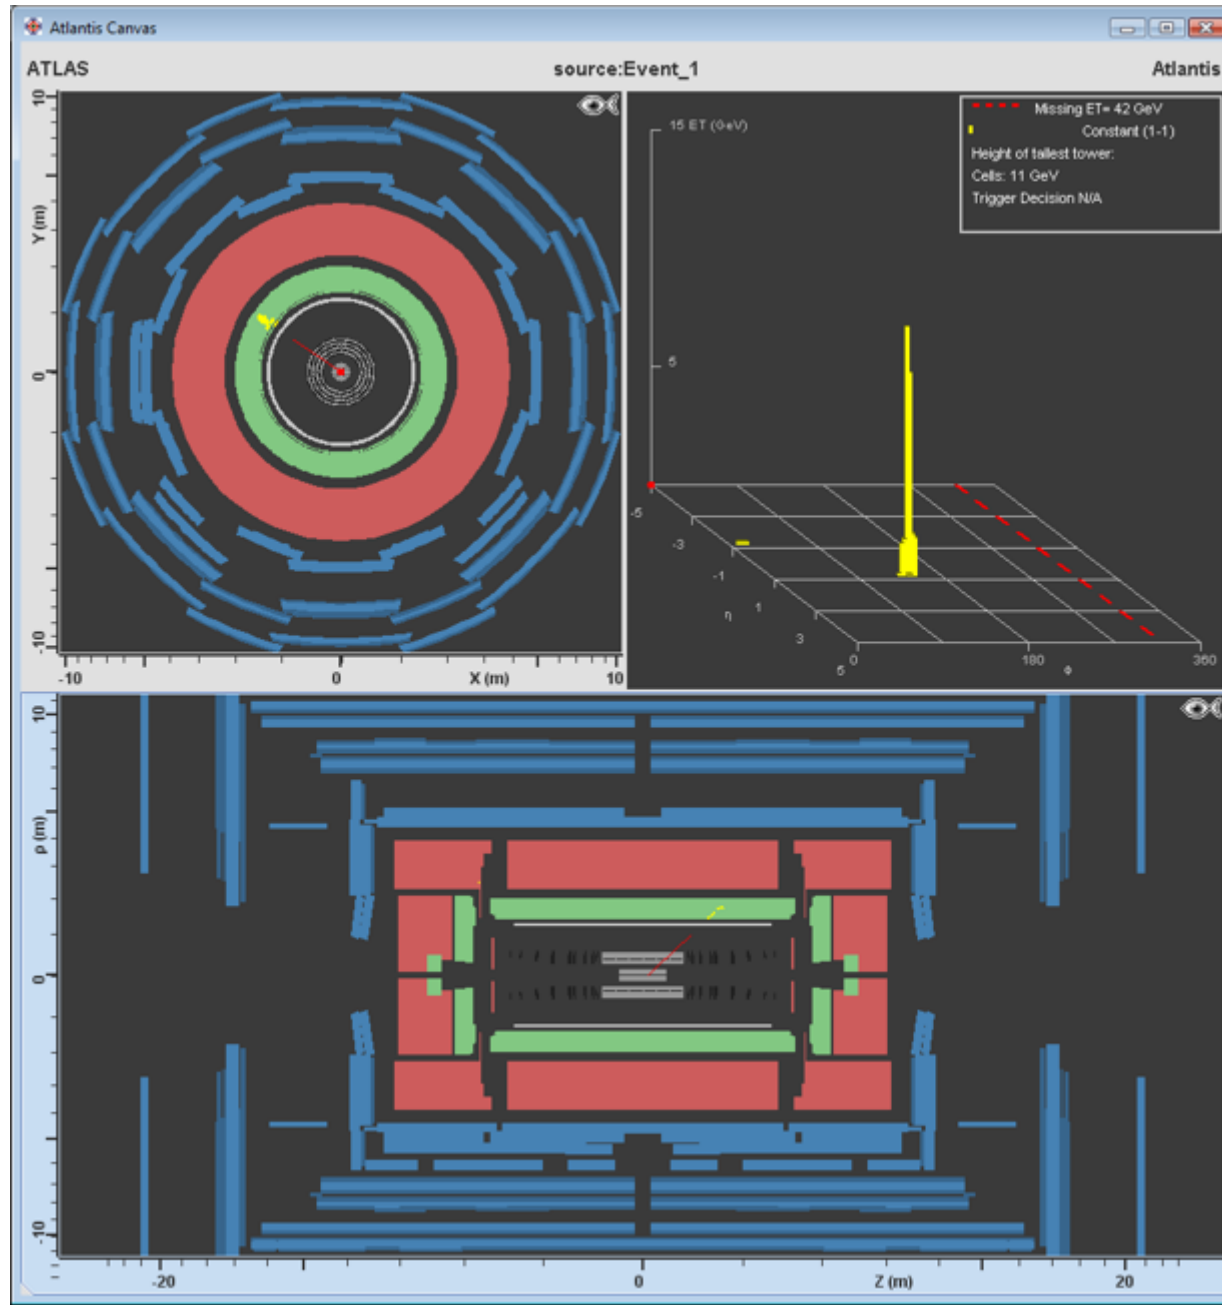 Atlantis Canvas
ATLAS source:Event_1 Atlantis
Missing ET= 42 GeV
Constant (1-1)
Height of tallest tower:
Cells: 11 GeV
Trigger Decision N/A
15 ET (0eV)
5
-5
-3
-1
1
3
5
η
0 180 360
Φ
10
Y (m)
0
-10
-10 0 X (m) 10
10
ρ (m)
0
-10
-20 0 Z (m) 20